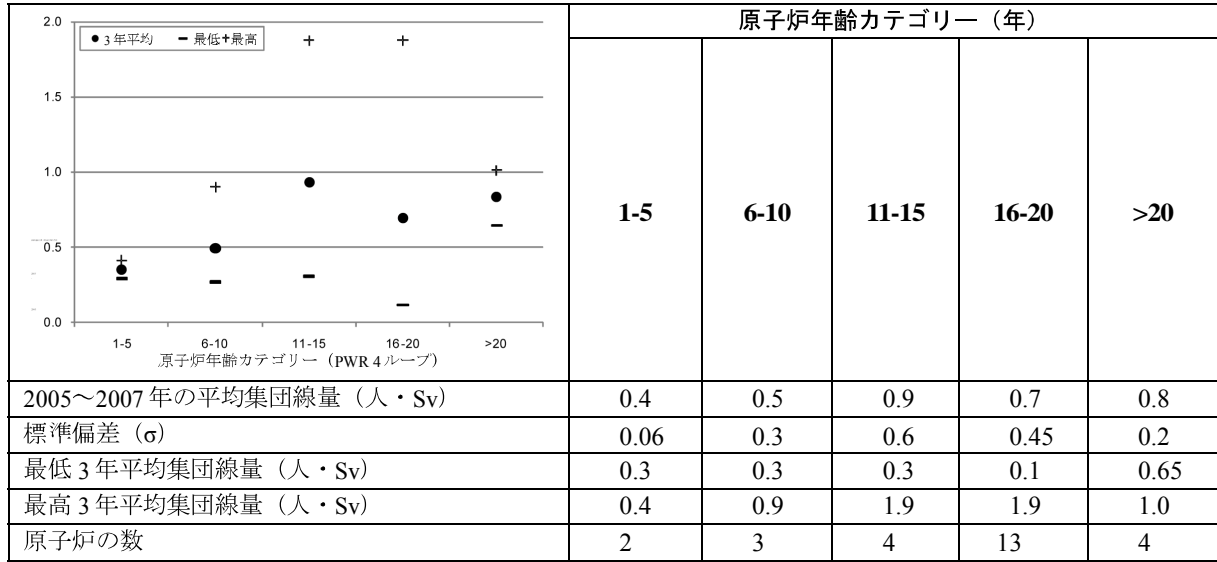 原子炉年齢カテゴリー（年）
2.0
● 3年平均 － 最低+最高
1.5
1.0
0.5
0.0
1-5 6-10 11-15 16-20 >20
原子炉年齢カテゴリー（PWR 4ループ）
1-5 6-10 11-15 16-20 >20
2005～2007年の平均集団線量（人・Sv） 0.4 0.5 0.9 0.7 0.8
標準偏差（σ） 0.06 0.3 0.6 0.45 0.2
最低3年平均集団線量（人・Sv） 0.3 0.3 0.3 0.1 0.65
最高3年平均集団線量（人・Sv） 0.4 0.9 1.9 1.9 1.0
原子炉の数 2 3 4 13 4